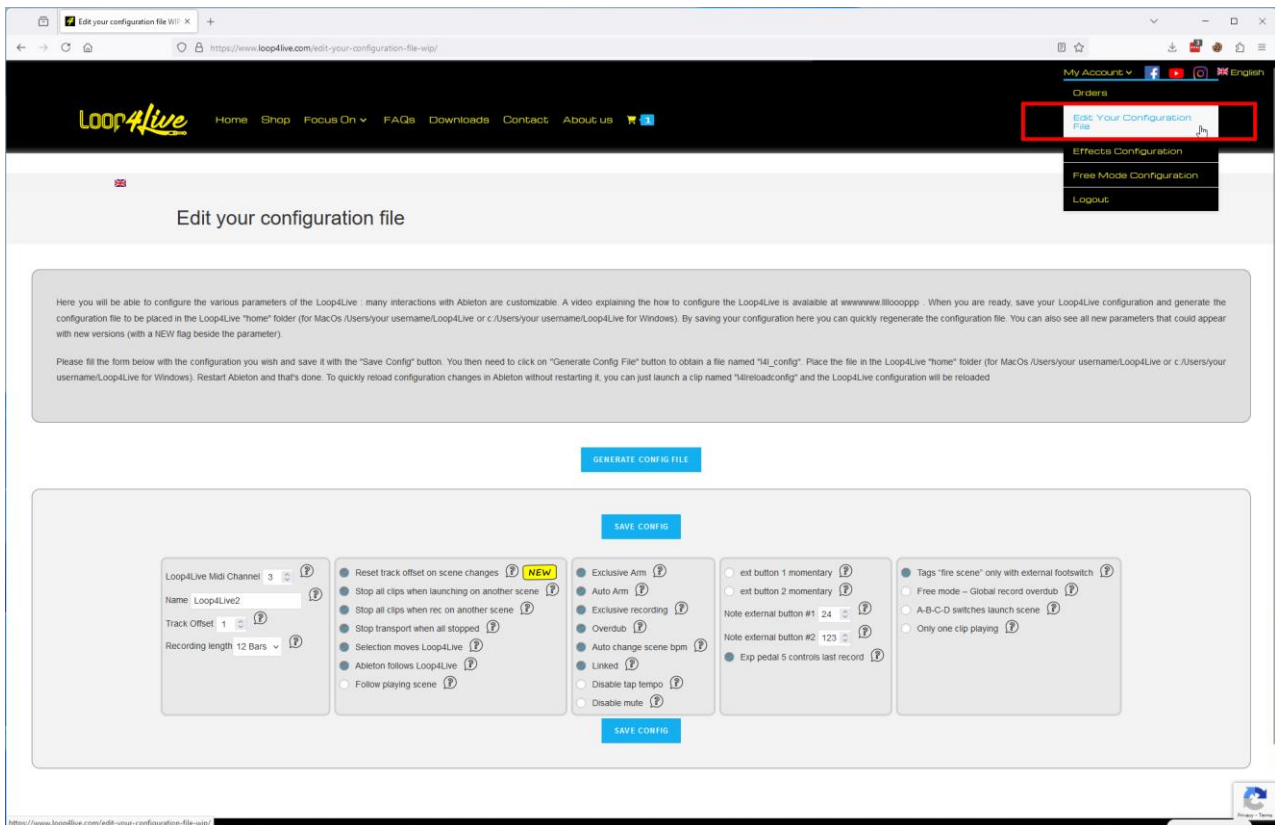 Edit your configuration file WIP
https://www.loop4live.com/edit-your-configuration-file-wip/
My Account
English
Orders
Edit Your Configuration
File
Effects Configuration
Free Mode Configuration
Logout
Loop4Live
Home Shop Focus On FAQs Downloads Contact About us 1
Edit your configuration file
Here you will be able to configure the various parameters of the Loop4Live : many interactions with Ableton are customizable. A video explaining the how to configure the Loop4Live is avalaible at wwwwwww.lllloooppp . When you are ready, save your Loop4Live configuration and generate the
configuration file to be placed in the Loop4Live "home" folder (for MacOs /Users/your username/Loop4Live or c:/Users/your username/Loop4Live for Windows). By saving your configuration here you can quickly regenerate the configuration file. You can also see all new parameters that could appear
with new versions (with a NEW flag beside the parameter).
Please fill the form below with the configuration you wish and save it with the "Save Config" button. You then need to click on "Generate Config File" button to obtain a file named "l4l_config". Place the file in the Loop4Live "home" folder (for MacOs /Users/your username/Loop4Live or c:/Users/your
username/Loop4Live for Windows). Restart Ableton and that's done. To quickly reload configuration changes in Ableton without restarting it, you can just launch a clip named "l4lreloadconfig" and the Loop4Live configuration will be reloaded
GENERATE CONFIG FILE
SAVE CONFIG
Loop4Live Midi Channel 3
Name Loop4Live2
Track Offset 1
Recording length 12 Bars
Reset track offset on scene changes NEW
Stop all clips when launching on another scene
Stop all clips when rec on another scene
Stop transport when all stopped
Selection moves Loop4Live
Ableton follows Loop4Live
Follow playing scene
Exclusive Arm
Auto Arm
Exclusive recording
Overdub
Auto change scene bpm
Linked
Disable tap tempo
Disable mute
ext button 1 momentary
ext button 2 momentary
Note external button #1 24
Note external button #2 123
Exp pedal 5 controls last record
Tags "fire scene" only with external footswitch
Free mode – Global record overdub
A-B-C-D switches launch scene
Only one clip playing
SAVE CONFIG
Privacy - Terms
https://www.loop4live.com/edit-your-configuration-file-wip/